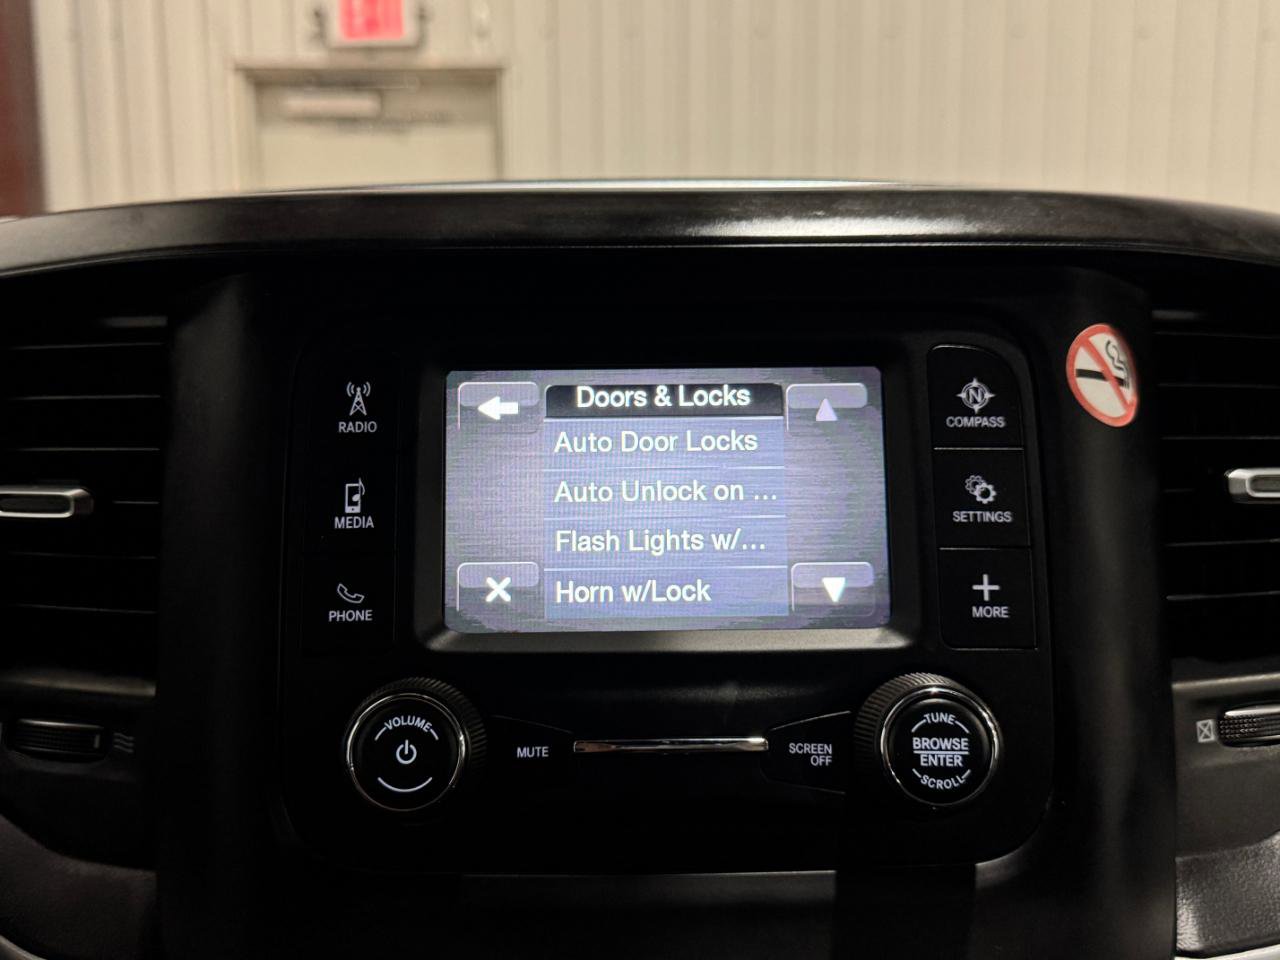 RADIO
MEDIA
PHONE
Doors & Locks
Auto Door Locks
Auto Unlock on ...
Flash Lights w/...
Horn w/Lock
N
COMPASS
SETTINGS
MORE
VOLUME
MUTE
SCREEN
OFF
TUNE
BROWSE
ENTER
SCROLL